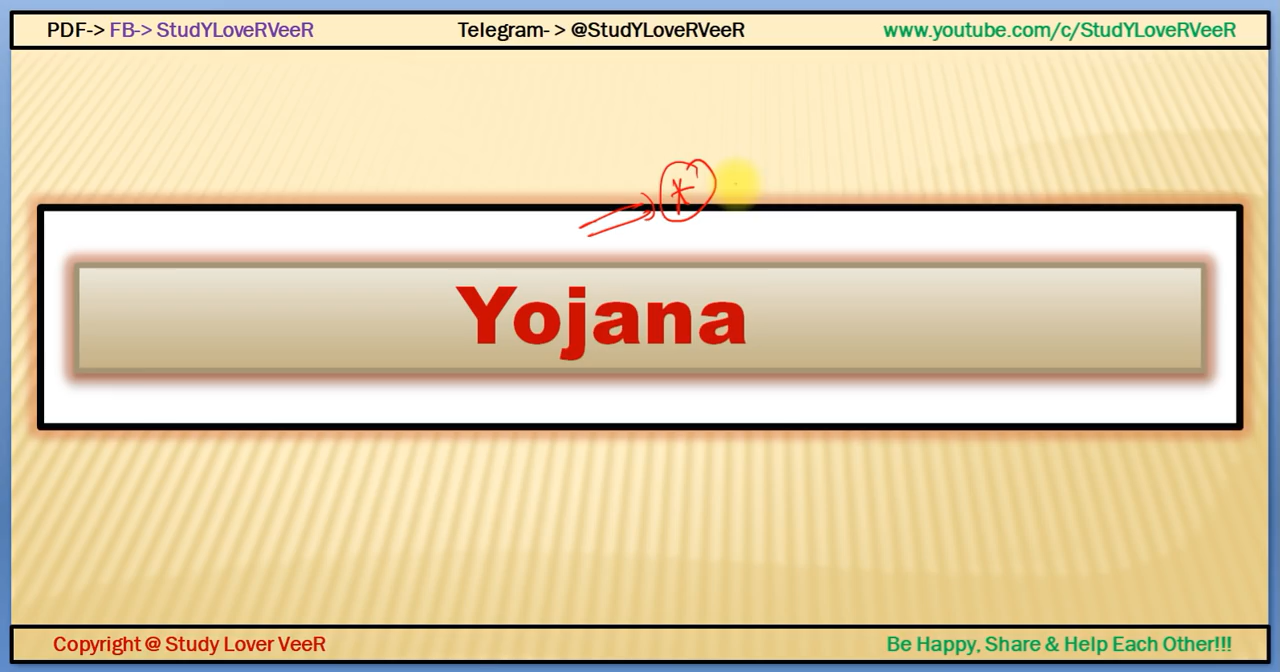 PDF-> FB-> StudYLoveRVeeR Telegram- > @StudYLoveRVeeR www.youtube.com/c/StudYLoveRVeeR
*
Yojana
Copyright @ Study Lover VeeR Be Happy, Share & Help Each Other!!!